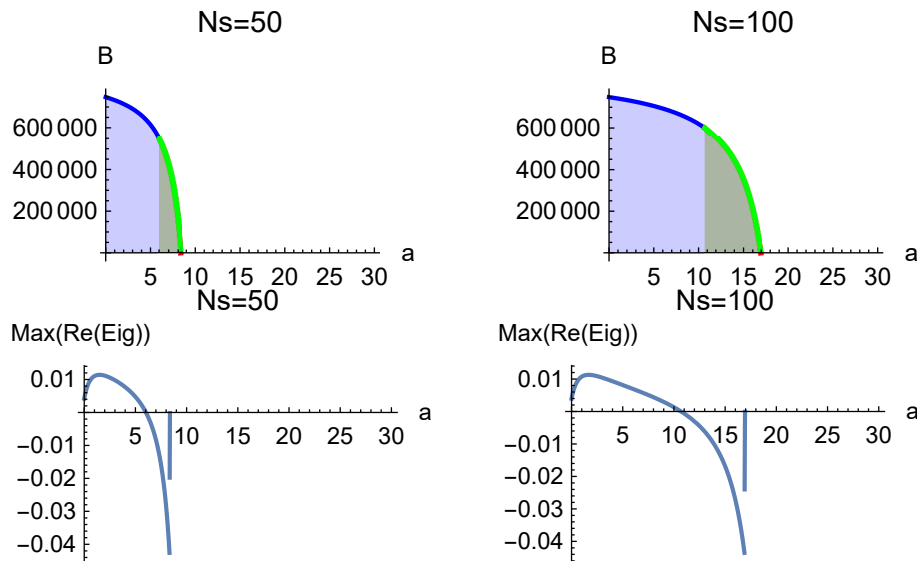 Ns=50 Ns=100
B B
600 000 600 000
400 000 400 000
200 000 200 000
a a
5 10 15 20 25 30 5 10 15 20 25 30
Ns=50 Ns=100
Max(Re(Eig)) Max(Re(Eig))
0.01 0.01
a a
5 10 15 20 25 30 5 10 15 20 25 30
−0.01 −0.01
−0.02 −0.02
−0.03 −0.03
−0.04 −0.04